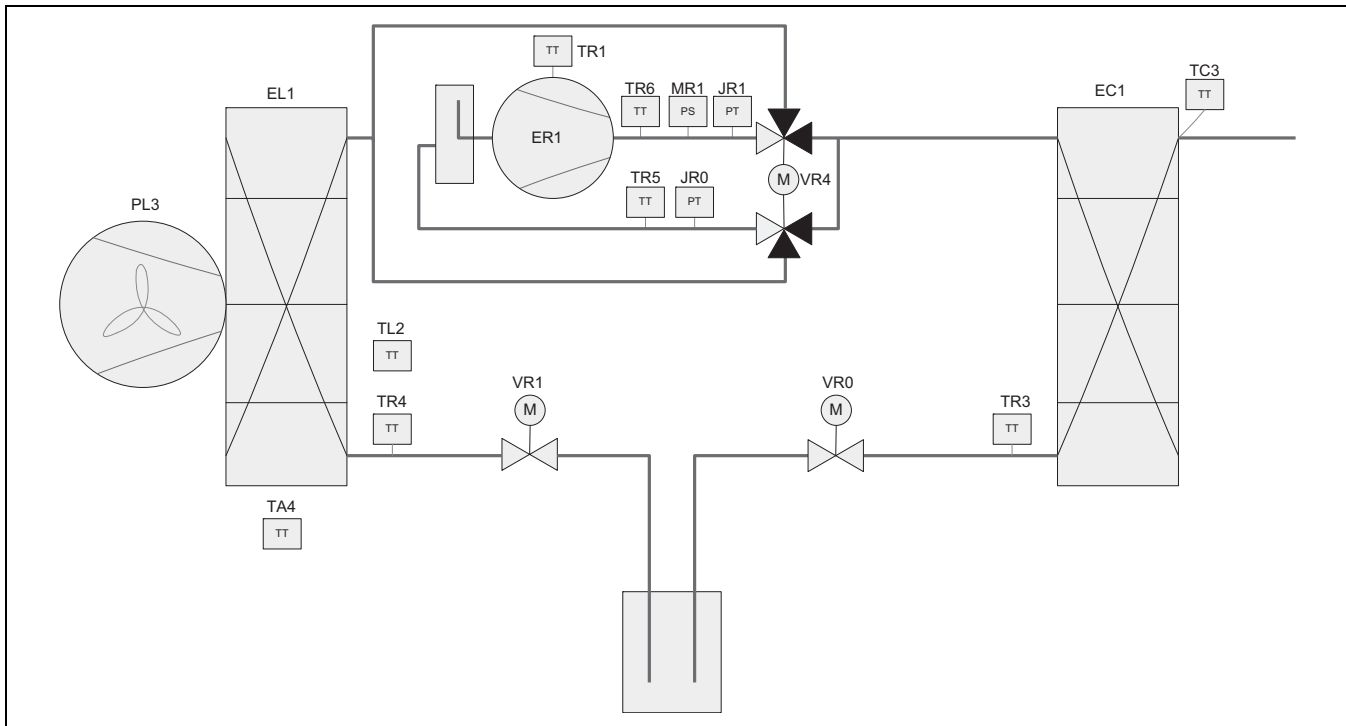 TT
TR1
TR6
TT
MR1
PS
JR1
PT
TC3
TT
EL1
EC1
ER1
TR5
TT
JR0
PT
M
VR4
PL3
TL2
TT
TR4
TT
VR1
M
VR0
M
TR3
TT
TA4
TT